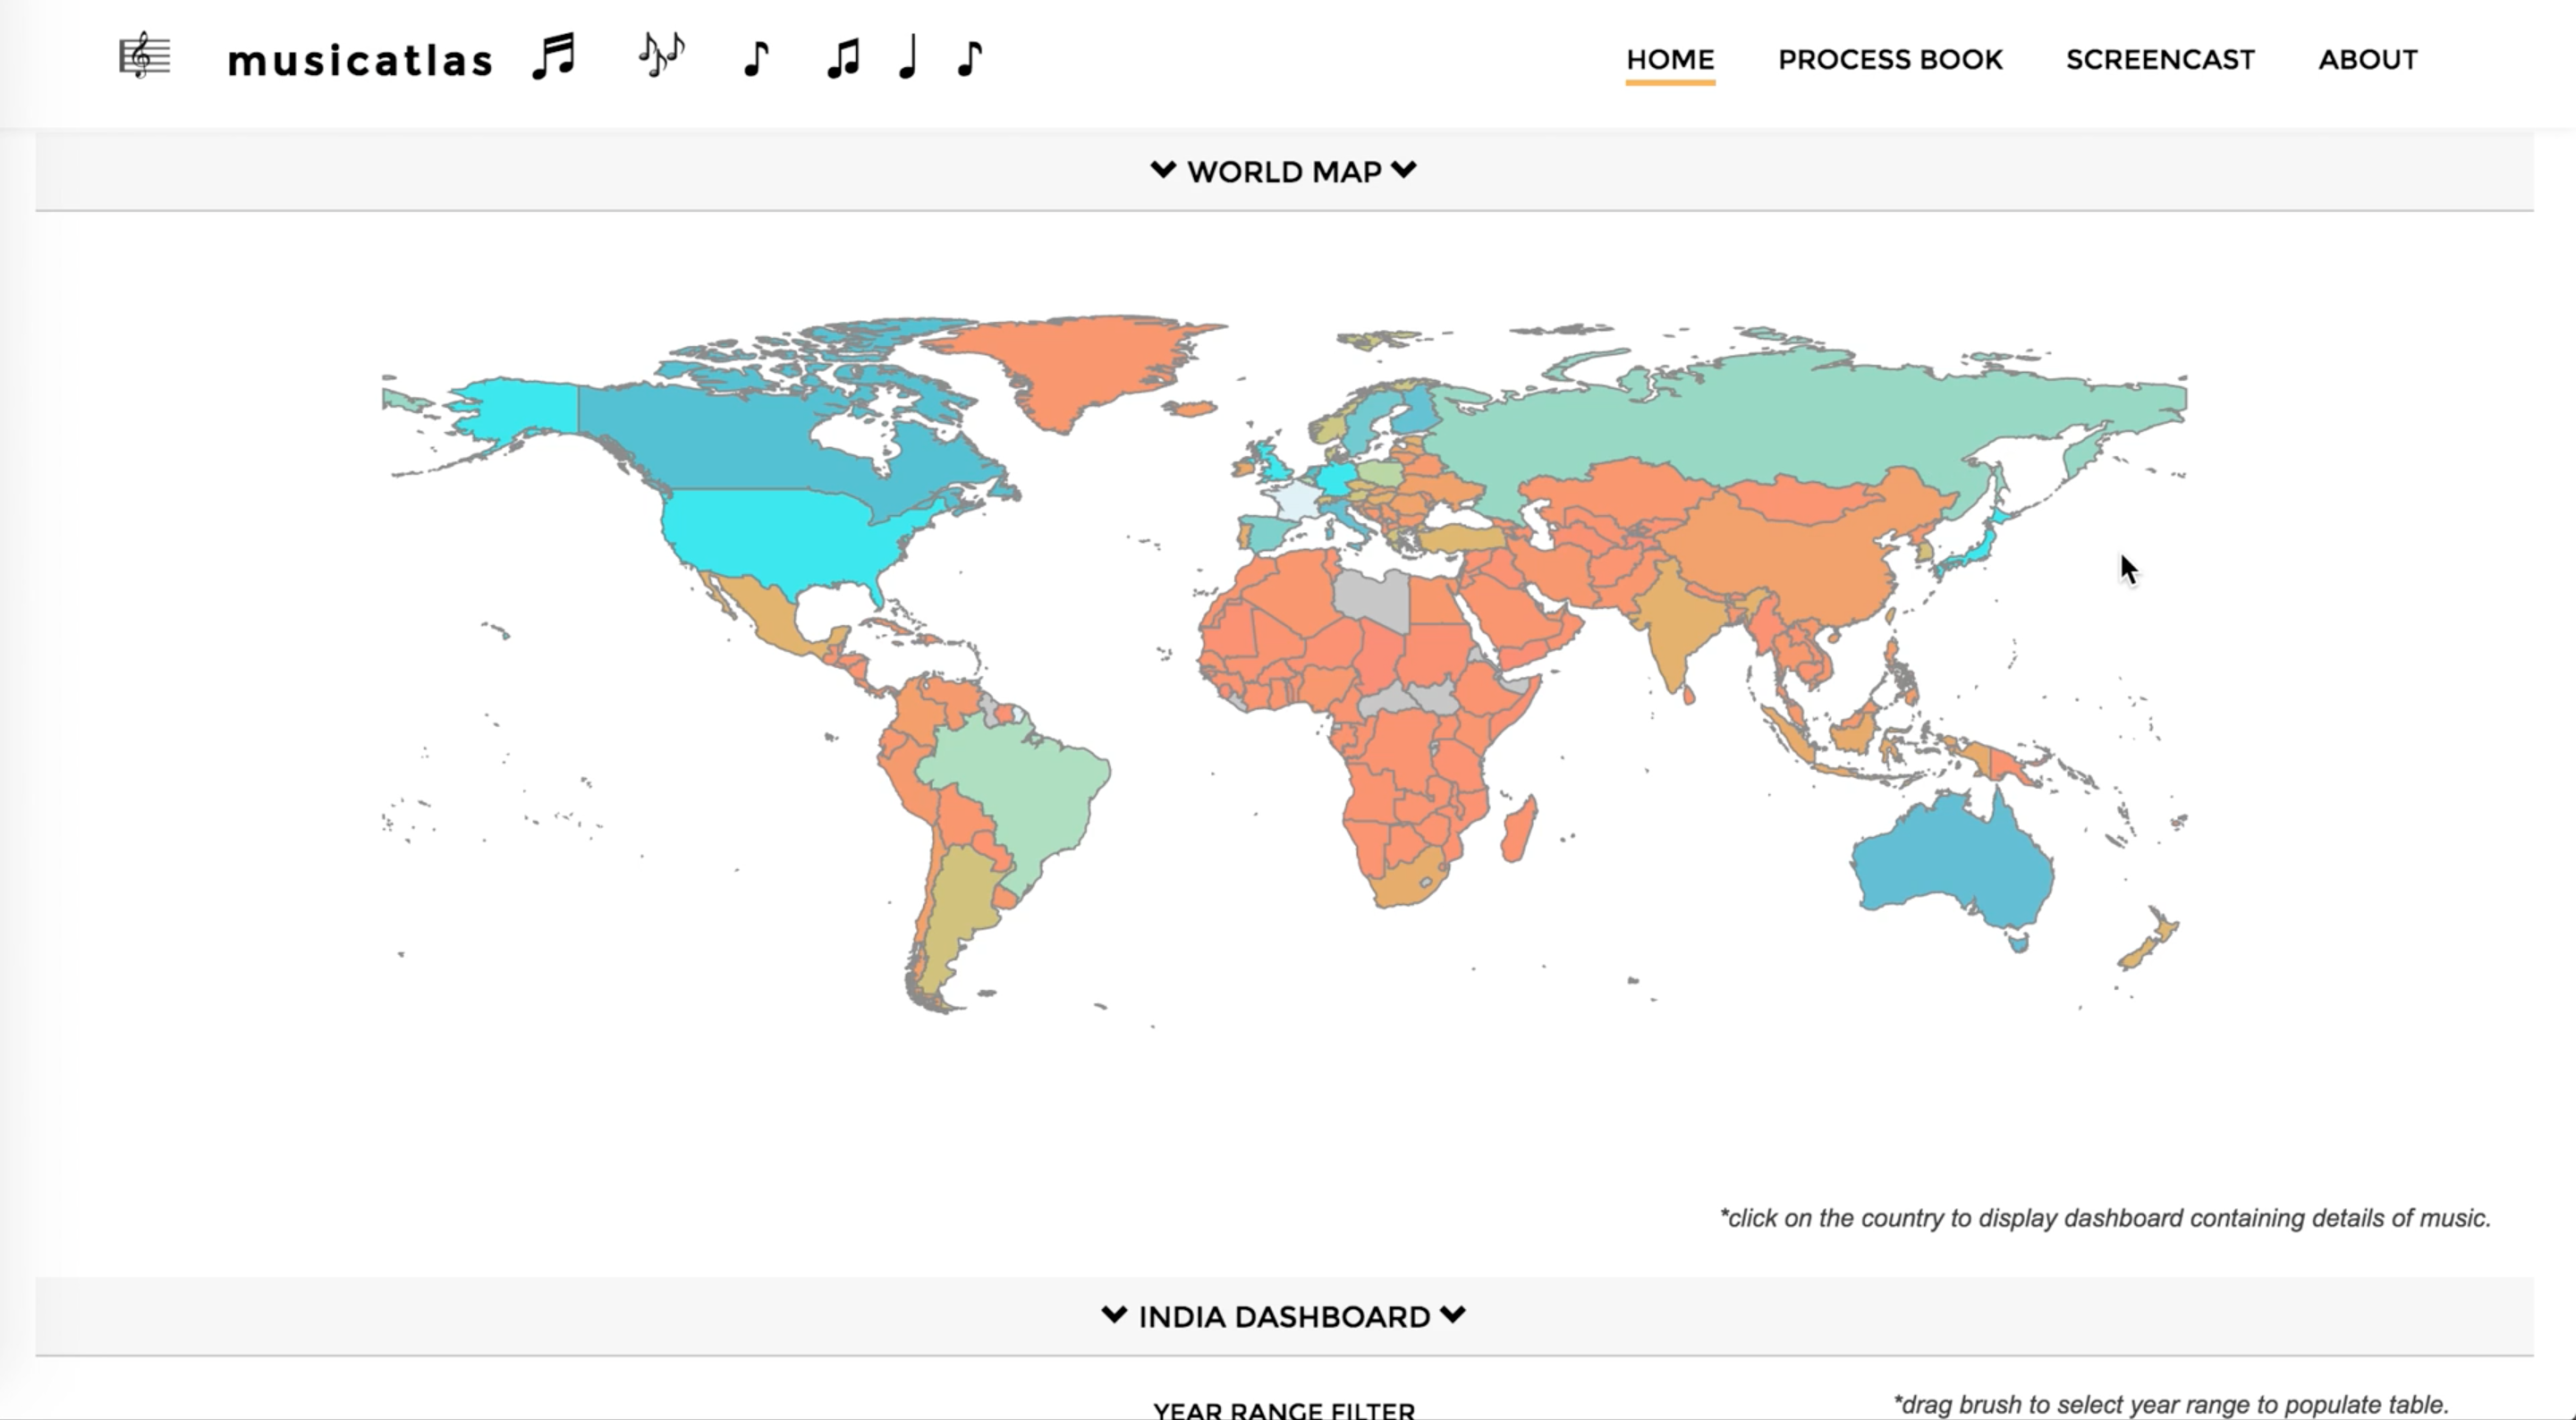 musicatlas
HOME PROCESS BOOK SCREENCAST ABOUT
WORLD MAP
*click on the country to display dashboard containing details of music.
INDIA DASHBOARD
YEAR RANGE FILTER
*drag brush to select year range to populate table.